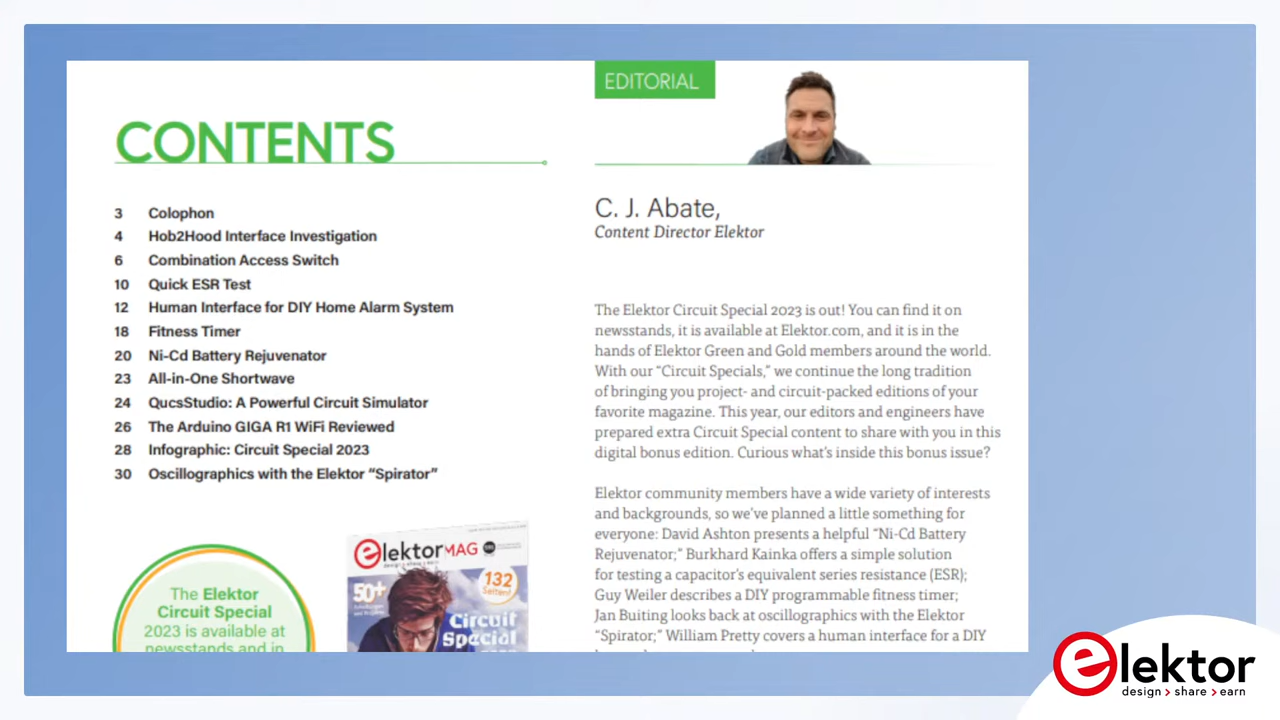 CONTENTS
3 Colophon
4 Hob2Hood Interface Investigation
6 Combination Access Switch
10 Quick ESR Test
12 Human Interface for DIY Home Alarm System
18 Fitness Timer
20 Ni-Cd Battery Rejuvenator
23 All-in-One Shortwave
24 QucsStudio: A Powerful Circuit Simulator
26 The Arduino GIGA R1 WiFi Reviewed
28 Infographic: Circuit Special 2023
30 Oscillographics with the Elektor “Spirator”
The Elektor
Circuit Special
2023 is available at
newsstands and in
elektorMAG
design share earn
50+
132
Seiten!
Circuit
Special
EDITORIAL
C. J. Abate,
Content Director Elektor
The Elektor Circuit Special 2023 is out! You can find it on
newsstands, it is available at Elektor.com, and it is in the
hands of Elektor Green and Gold members around the world.
With our “Circuit Specials,” we continue the long tradition
of bringing you project- and circuit-packed editions of your
favorite magazine. This year, our editors and engineers have
prepared extra Circuit Special content to share with you in this
digital bonus edition. Curious what’s inside this bonus issue?
Elektor community members have a wide variety of interests
and backgrounds, so we’ve planned a little something for
everyone: David Ashton presents a helpful “Ni-Cd Battery
Rejuvenator;” Burkhard Kainka offers a simple solution
for testing a capacitor’s equivalent series resistance (ESR);
Guy Weiler describes a DIY programmable fitness timer;
Jan Buiting looks back at oscillographics with the Elektor
“Spirator;” William Pretty covers a human interface for a DIY
elektor
design > share > earn